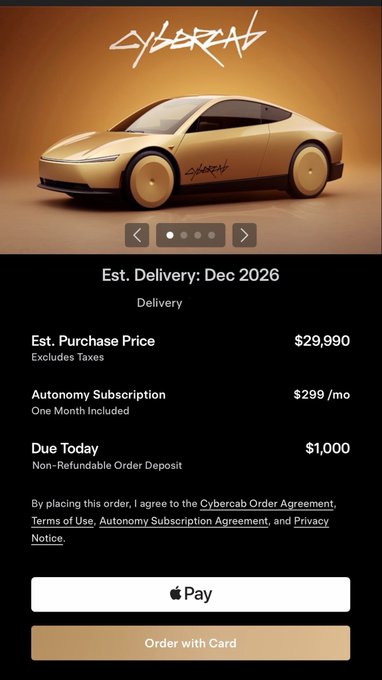 cybercab
cybercab
Est. Delivery: Dec 2026
Delivery
Est. Purchase Price
$29,990
Excludes Taxes
Autonomy Subscription
$299 /mo
One Month Included
Due Today
$1,000
Non-Refundable Order Deposit
By placing this order, I agree to the Cybercab Order Agreement,
Terms of Use, Autonomy Subscription Agreement, and Privacy
Notice.
Pay
Order with Card